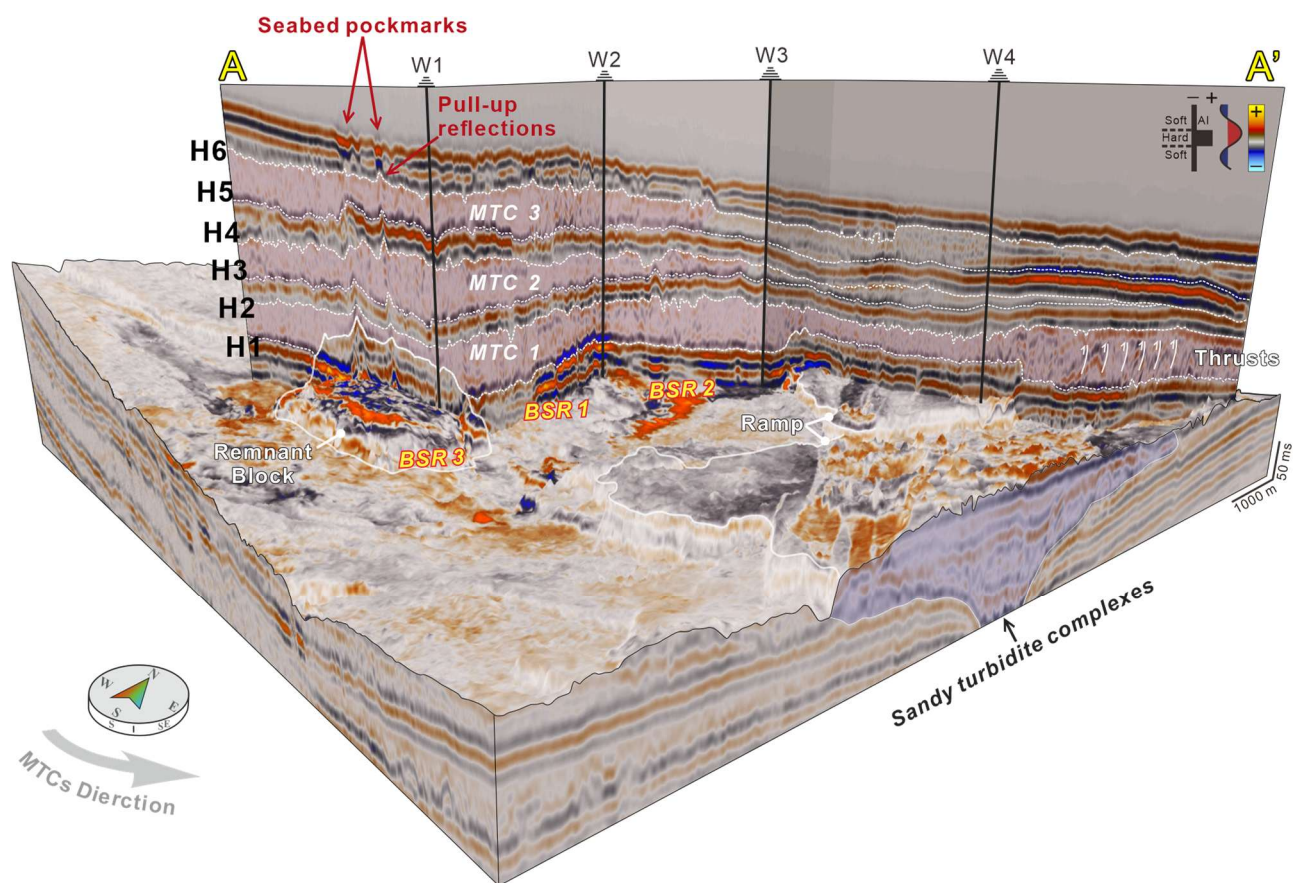 Seabed pockmarks
A
W1
W2
W3
W4
A’
Pull-up
reflections
− +
Soft AI
Hard
Soft
+
−
H6
H5
H4
H3
H2
H1
MTC 3
MTC 2
MTC 1
Thrusts
BSR 1
BSR 2
BSR 3
Ramp
Remnant
Block
50 ms
1000 m
Sandy turbidite complexes
W N
S E
S SE
MTCs Dierction